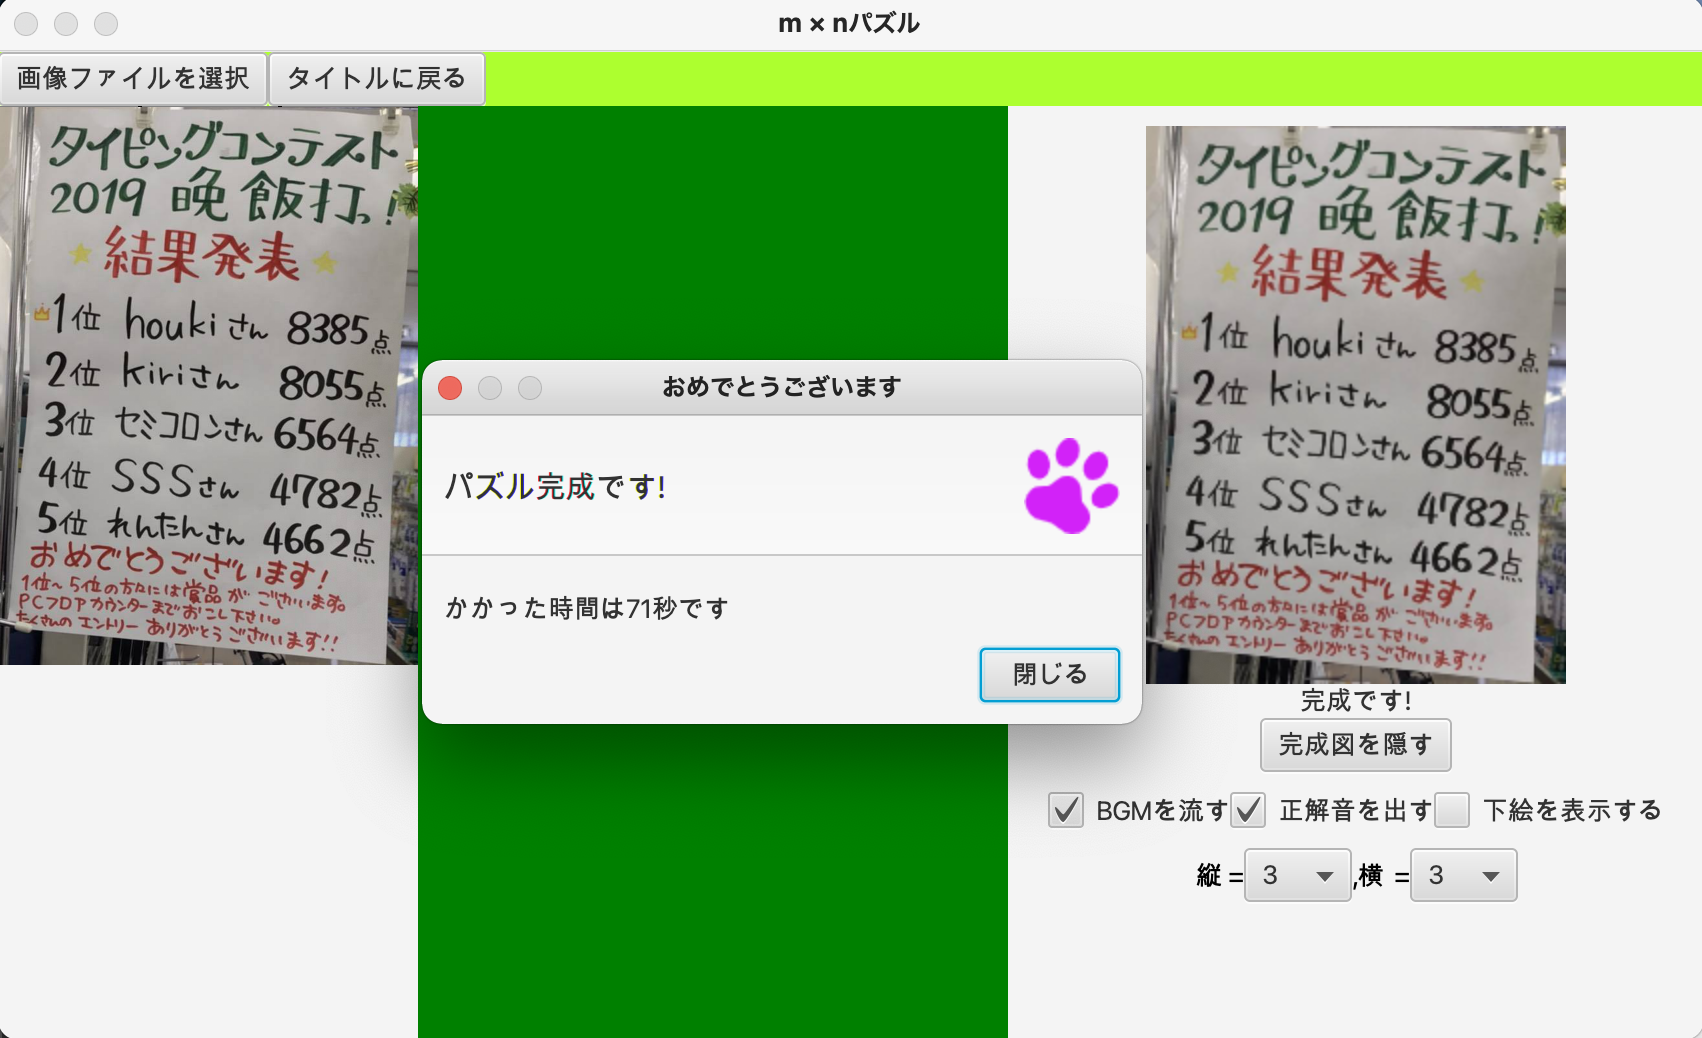 m × nパズル
画像ファイルを選択 タイトルに戻る
タイピングコンテスト
2019 晩飯打っ!
結果発表
1位 houkiさん 8385点
2位 kiriさん 8055点
3位 セミコロンさん 6564点
4位 SSSさん 4782点
5位 れんたんさん 4662点
おめでとうございます!
1位~5位の方々には賞品がございます。
PCフロアカウンターまでおこし下さい。
たくさんのエントリーありがとうございます!!
おめでとうございます
パズル完成です!
かかった時間は71秒です
閉じる
タイピングコンテスト
2019 晩飯打っ!
結果発表
1位 houkiさん 8385点
2位 kiriさん 8055点
3位 セミコロンさん 6564点
4位 SSSさん 4782点
5位 れんたんさん 4662点
おめでとうございます!
1位~5位の方々には賞品がございます。
PCフロアカウンターまでおこし下さい。
たくさんのエントリーありがとうございます!!
完成です!
完成図を隠す
BGMを流す 正解音を出す 下絵を表示する
縦 = 3 ,横 = 3